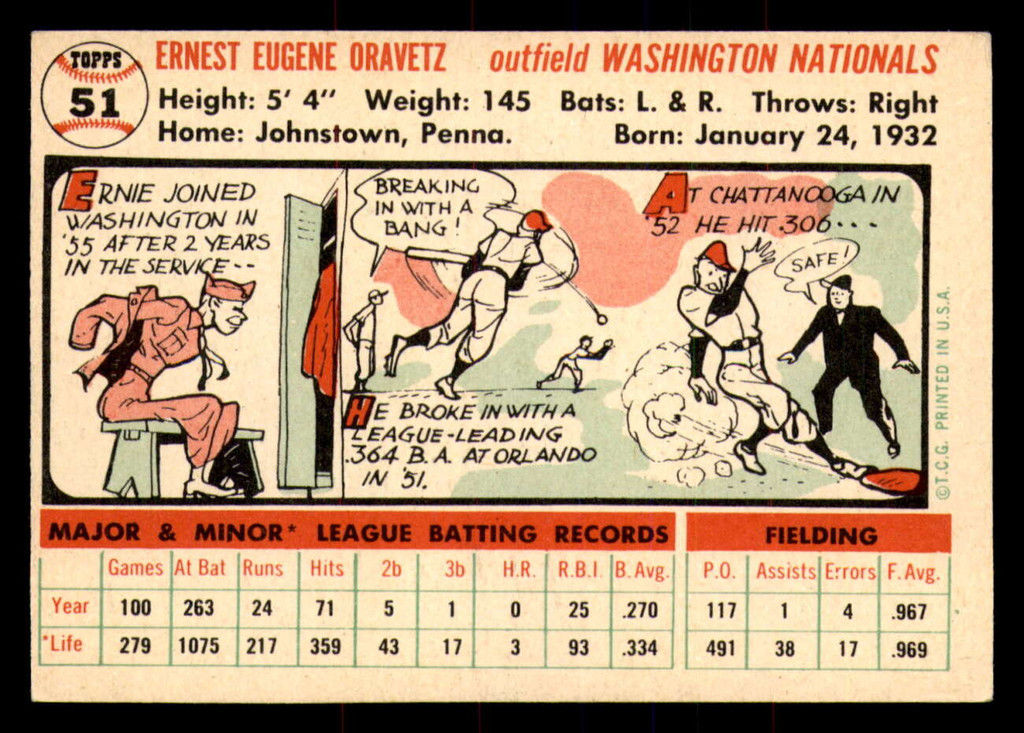 TOPPS
51
ERNEST EUGENE ORAVETZ outfield WASHINGTON NATIONALS
Height: 5' 4" Weight: 145 Bats: L. & R. Throws: Right
Home: Johnstown, Penna. Born: January 24, 1932
ERNIE JOINED
WASHINGTON IN
'55 AFTER 2 YEARS
IN THE SERVICE--
BREAKING
IN WITH A
BANG!
HE BROKE IN WITH A
LEAGUE-LEADING
.364 B.A. AT ORLANDO
IN '51.
AT CHATTANOOGA IN
'52 HE HIT .306...
SAFE!
©T.C.G. PRINTED IN U.S.A.
MAJOR & MINOR* LEAGUE BATTING RECORDS FIELDING
Games At Bat Runs Hits 2b 3b H.R. R.B.I. B.Avg. P.O. Assists Errors F.Avg.
Year 100 263 24 71 5 1 0 25 .270 117 1 4 .967
*Life 279 1075 217 359 43 17 3 93 .334 491 38 17 .969